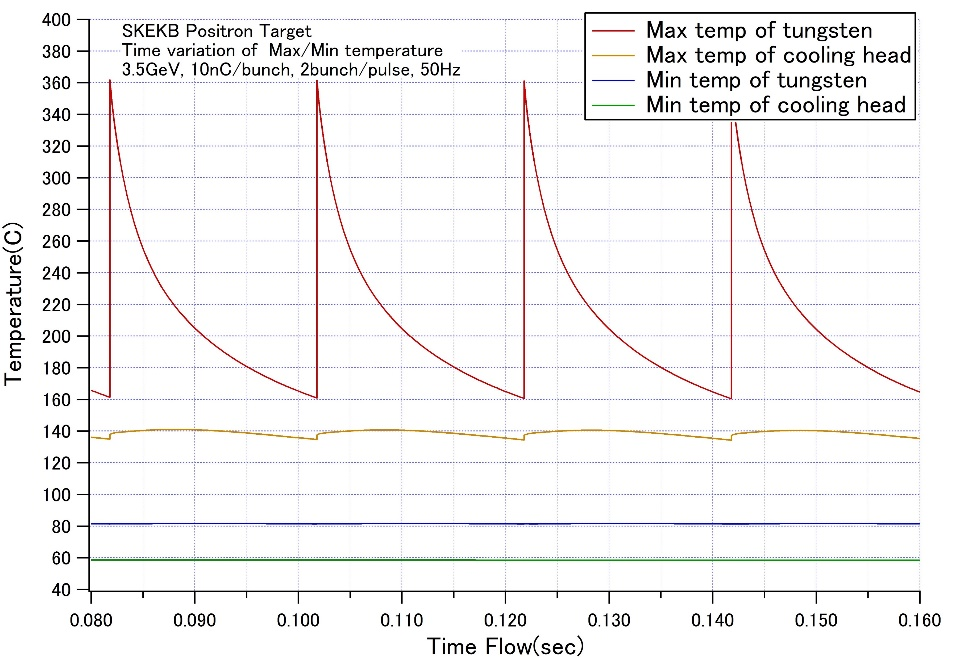 SKEKB Positron Target
Time variation of Max/Min temperature
3.5GeV, 10nC/bunch, 2bunch/pulse, 50Hz
Max temp of tungsten
Max temp of cooling head
Min temp of tungsten
Min temp of cooling head
Temperature(C)
400
380
360
340
320
300
280
260
240
220
200
180
160
140
120
100
80
60
40
0.080 0.090 0.100 0.110 0.120 0.130 0.140 0.150 0.160
Time Flow(sec)